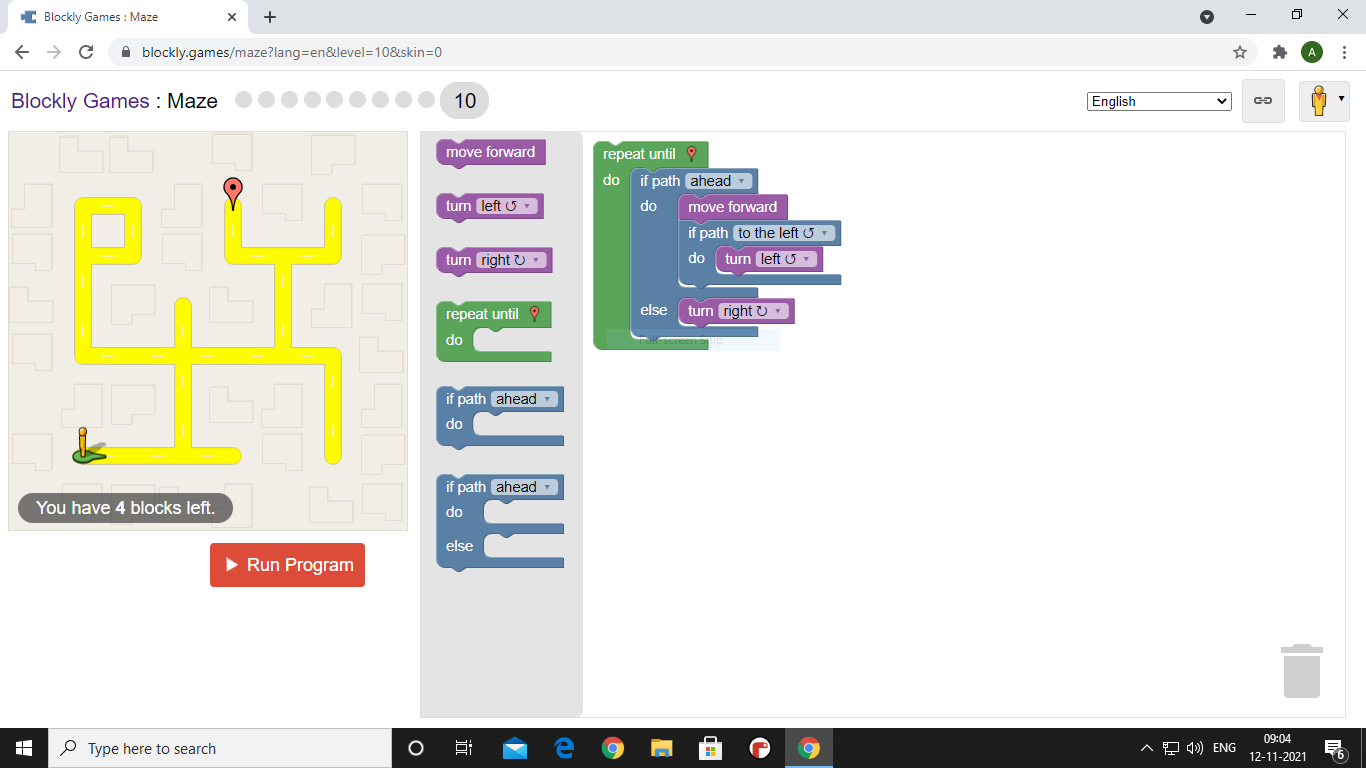 Blockly Games : Maze
blockly.games/maze?lang=en&level=10&skin=0
A
Blockly Games : Maze
10
English
You have 4 blocks left.
Run Program
move forward
turn left ↺
turn right ↻
repeat until
do
if path ahead
do
if path ahead
do
else
repeat until
do
if path ahead
do
move forward
if path to the left ↺
do
turn left ↺
else
turn right ↻
Full-screen Snip
Type here to search
ENG
09:04
12-11-2021
6